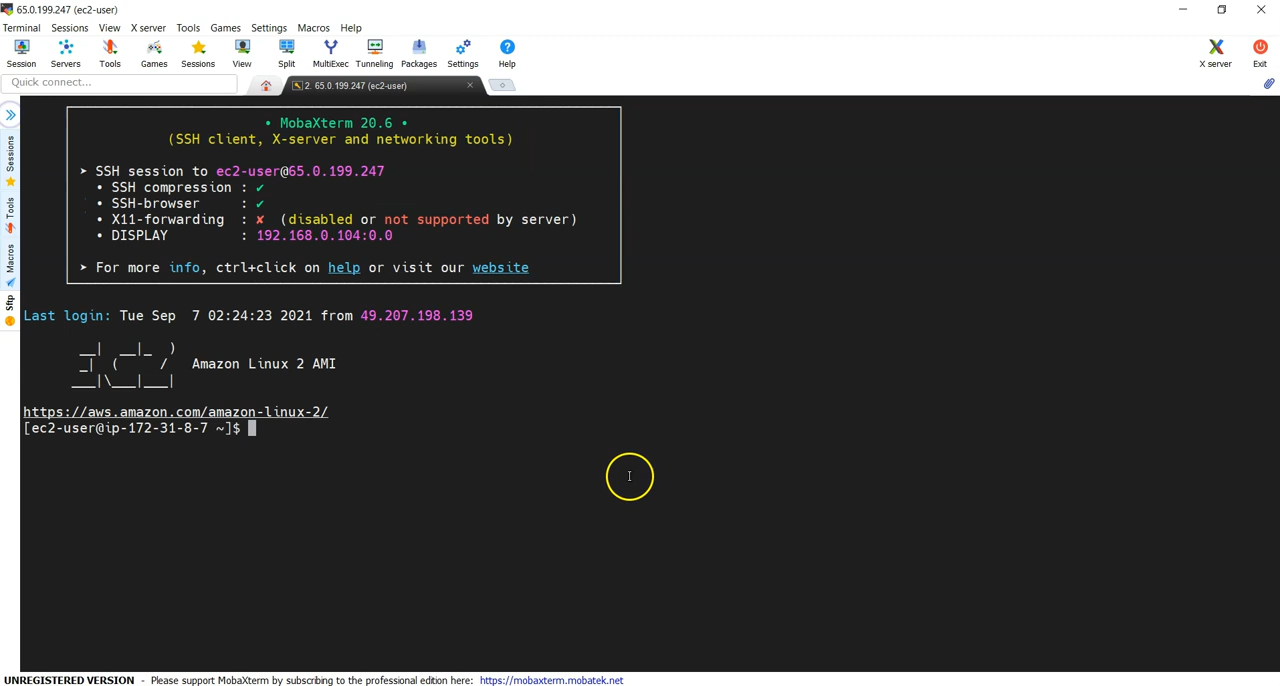 65.0.199.247 (ec2-user)
Terminal Sessions View X server Tools Games Settings Macros Help
Session Servers Tools Games Sessions View Split MultiExec Tunneling Packages Settings Help X server Exit
Quick connect... 2. 65.0.199.247 (ec2-user)
Sessions
Tools
Macros
Sftp
• MobaXterm 20.6 •
(SSH client, X-server and networking tools)
➤ SSH session to ec2-user@65.0.199.247
• SSH compression : ✔
• SSH-browser : ✔
• X11-forwarding : ✘ (disabled or not supported by server)
• DISPLAY : 192.168.0.104:0.0
➤ For more info, ctrl+click on help or visit our website
Last login: Tue Sep  7 02:24:23 2021 from 49.207.198.139
__| __|_ )
_| ( / Amazon Linux 2 AMI
___|\___|___|
https://aws.amazon.com/amazon-linux-2/
[ec2-user@ip-172-31-8-7 ~]$
UNREGISTERED VERSION - Please support MobaXterm by subscribing to the professional edition here: https://mobaxterm.mobatek.net